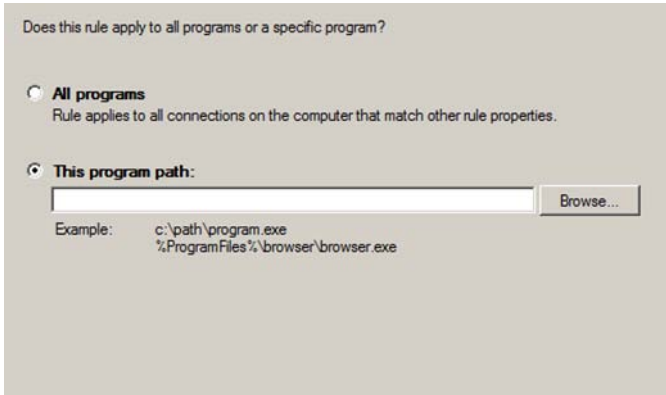 Does this rule apply to all programs or a specific program?
All programs
Rule applies to all connections on the computer that match other rule properties.
This program path:
Browse...
Example: c:\path\program.exe
%ProgramFiles%\browser\browser.exe